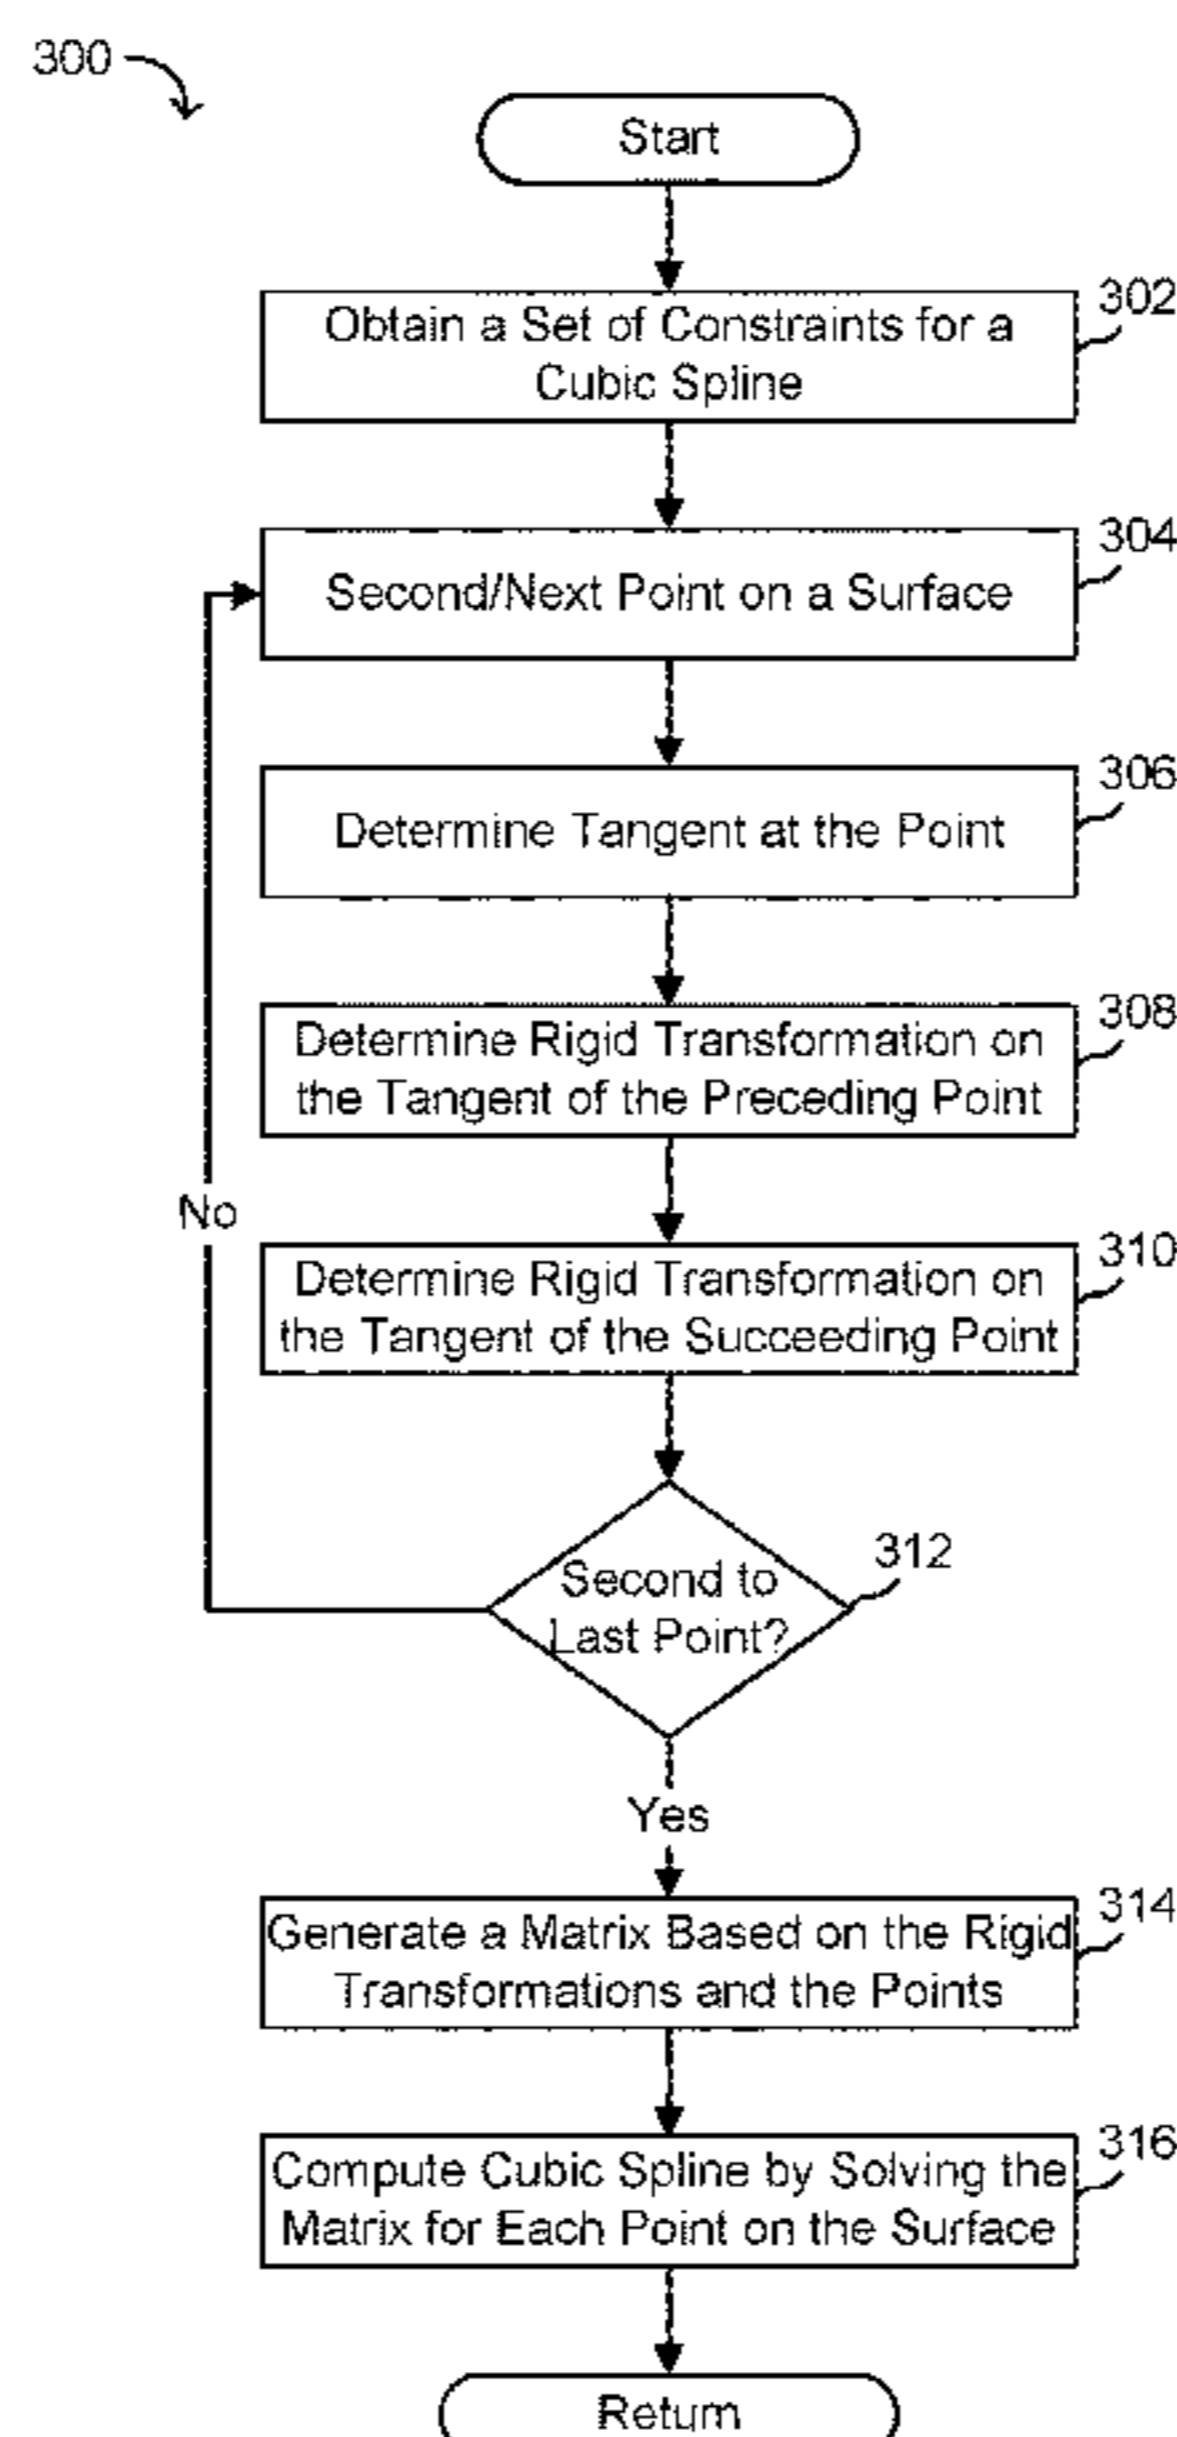 300
Start
302
Obtain a Set of Constraints for a
Cubic Spline
304
Second/Next Point on a Surface
306
Determine Tangent at the Point
308
Determine Rigid Transformation on
the Tangent of the Preceding Point
No
310
Determine Rigid Transformation on
the Tangent of the Succeeding Point
312
Second to
Last Point?
Yes
314
Generate a Matrix Based on the Rigid
Transformations and the Points
316
Compute Cubic Spline by Solving the
Matrix for Each Point on the Surface
Return